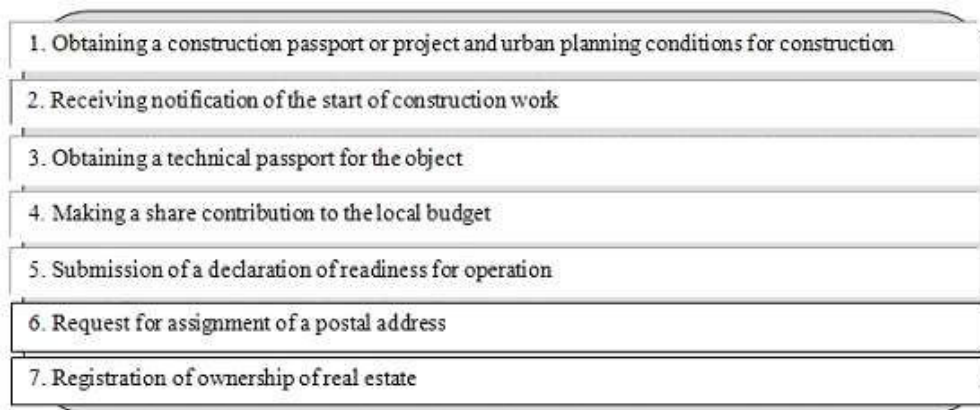 1. Obtaining a construction passport or project and urban planning conditions for construction
2. Receiving notification of the start of construction work
3. Obtaining a technical passport for the object
4. Making a share contribution to the local budget
5. Submission of a declaration of readiness for operation
6. Request for assignment of a postal address
7. Registration of ownership of real estate